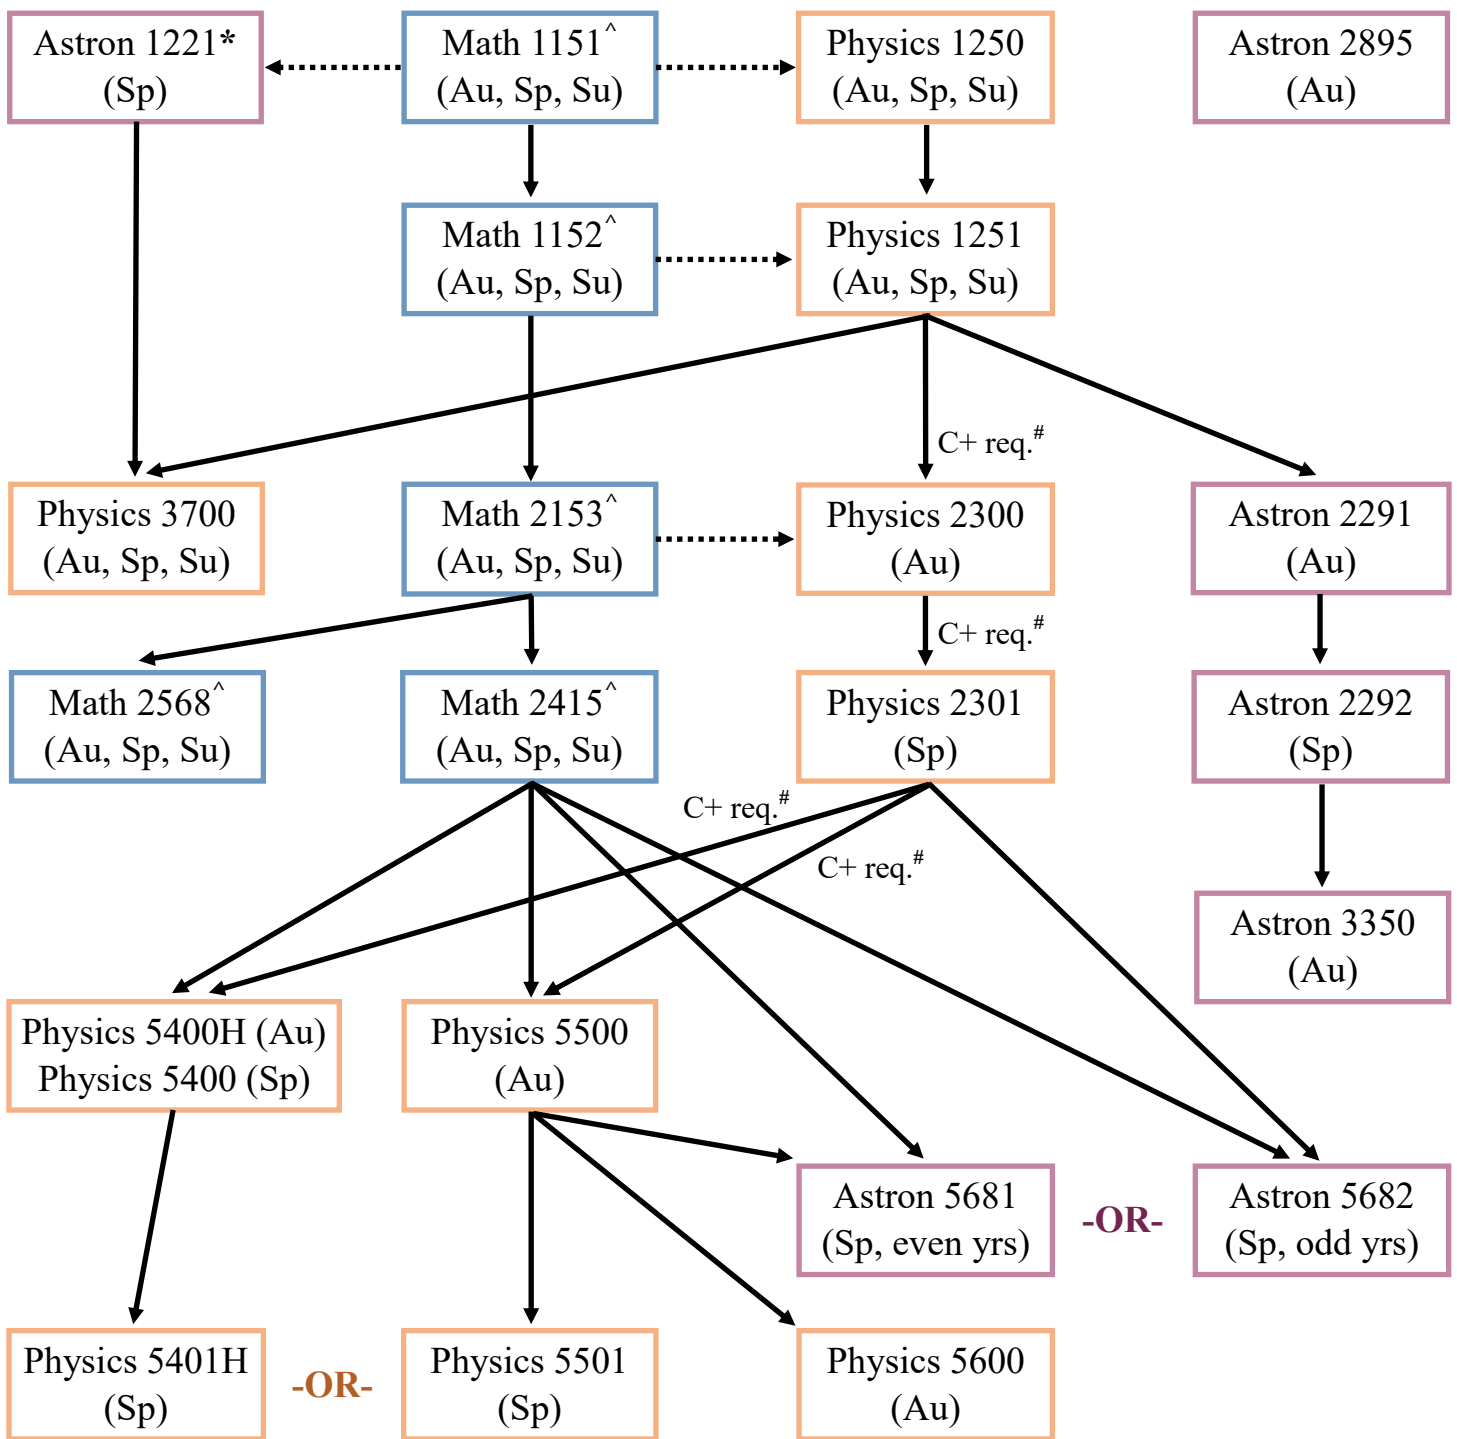 Astron 1221*
(Sp)
Math 1151^
(Au, Sp, Su)
Physics 1250
(Au, Sp, Su)
Astron 2895
(Au)
Math 1152^
(Au, Sp, Su)
Physics 1251
(Au, Sp, Su)
C+ req.#
Physics 3700
(Au, Sp, Su)
Math 2153^
(Au, Sp, Su)
Physics 2300
(Au)
Astron 2291
(Au)
C+ req.#
Math 2568^
(Au, Sp, Su)
Math 2415^
(Au, Sp, Su)
Physics 2301
(Sp)
Astron 2292
(Sp)
C+ req.#
C+ req.#
Astron 3350
(Au)
Physics 5400H (Au)
Physics 5400 (Sp)
Physics 5500
(Au)
Astron 5681
(Sp, even yrs)
-OR-
Astron 5682
(Sp, odd yrs)
Physics 5401H
(Sp)
-OR-
Physics 5501
(Sp)
Physics 5600
(Au)